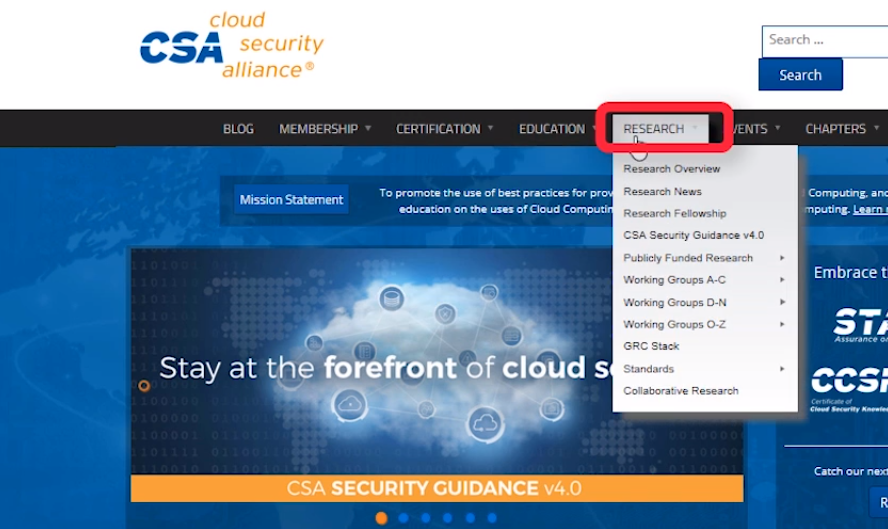 cloud
CSA security
alliance®
Search ...
Search
BLOG MEMBERSHIP CERTIFICATION EDUCATION RESEARCH VENTS CHAPTERS
Research Overview
Research News
Research Fellowship
CSA Security Guidance v4.0
Publicly Funded Research
Working Groups A-C
Working Groups D-N
Working Groups O-Z
GRC Stack
Standards
Collaborative Research
Mission Statement
To promote the use of best practices for prov Computing, and
education on the uses of Cloud Computin mputing. Learn
Stay at the forefront of cloud s
CSA SECURITY GUIDANCE v4.0
Embrace t
STA
Assurance
CCSK
Certificate of
Cloud Security Knowle
Catch our next
R